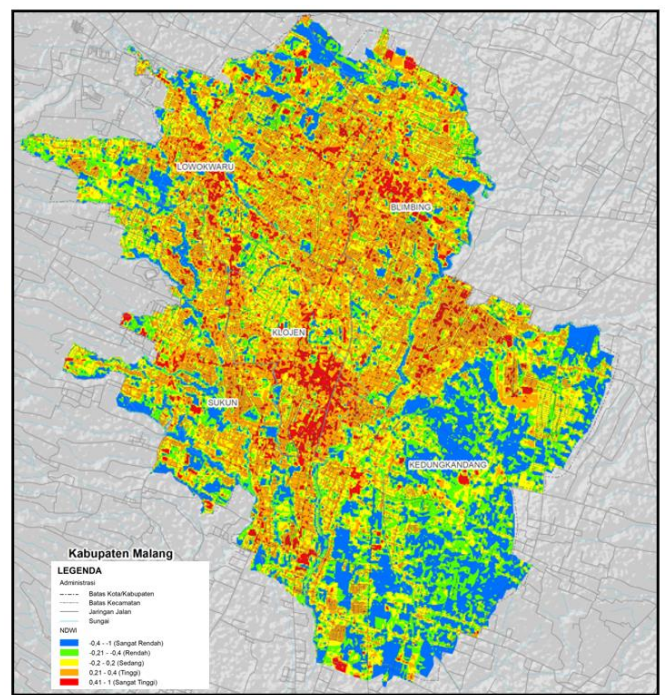 LOWOKWARU
BLIMBING
KLOJEN
SUKUN
KEDUNGKANDANG
Kabupaten Malang
LEGENDA
Administrasi
Batas Kota/Kabupaten
Batas Kecamatan
Jaringan Jalan
Sungai
NDWI
-0,4 - -1 (Sangat Rendah)
-0,21 - -0,4 (Rendah)
-0.2 - 0,2 (Sedang)
0,21 - 0,4 (Tinggi)
0,41 - 1 (Sangat Tinggi)